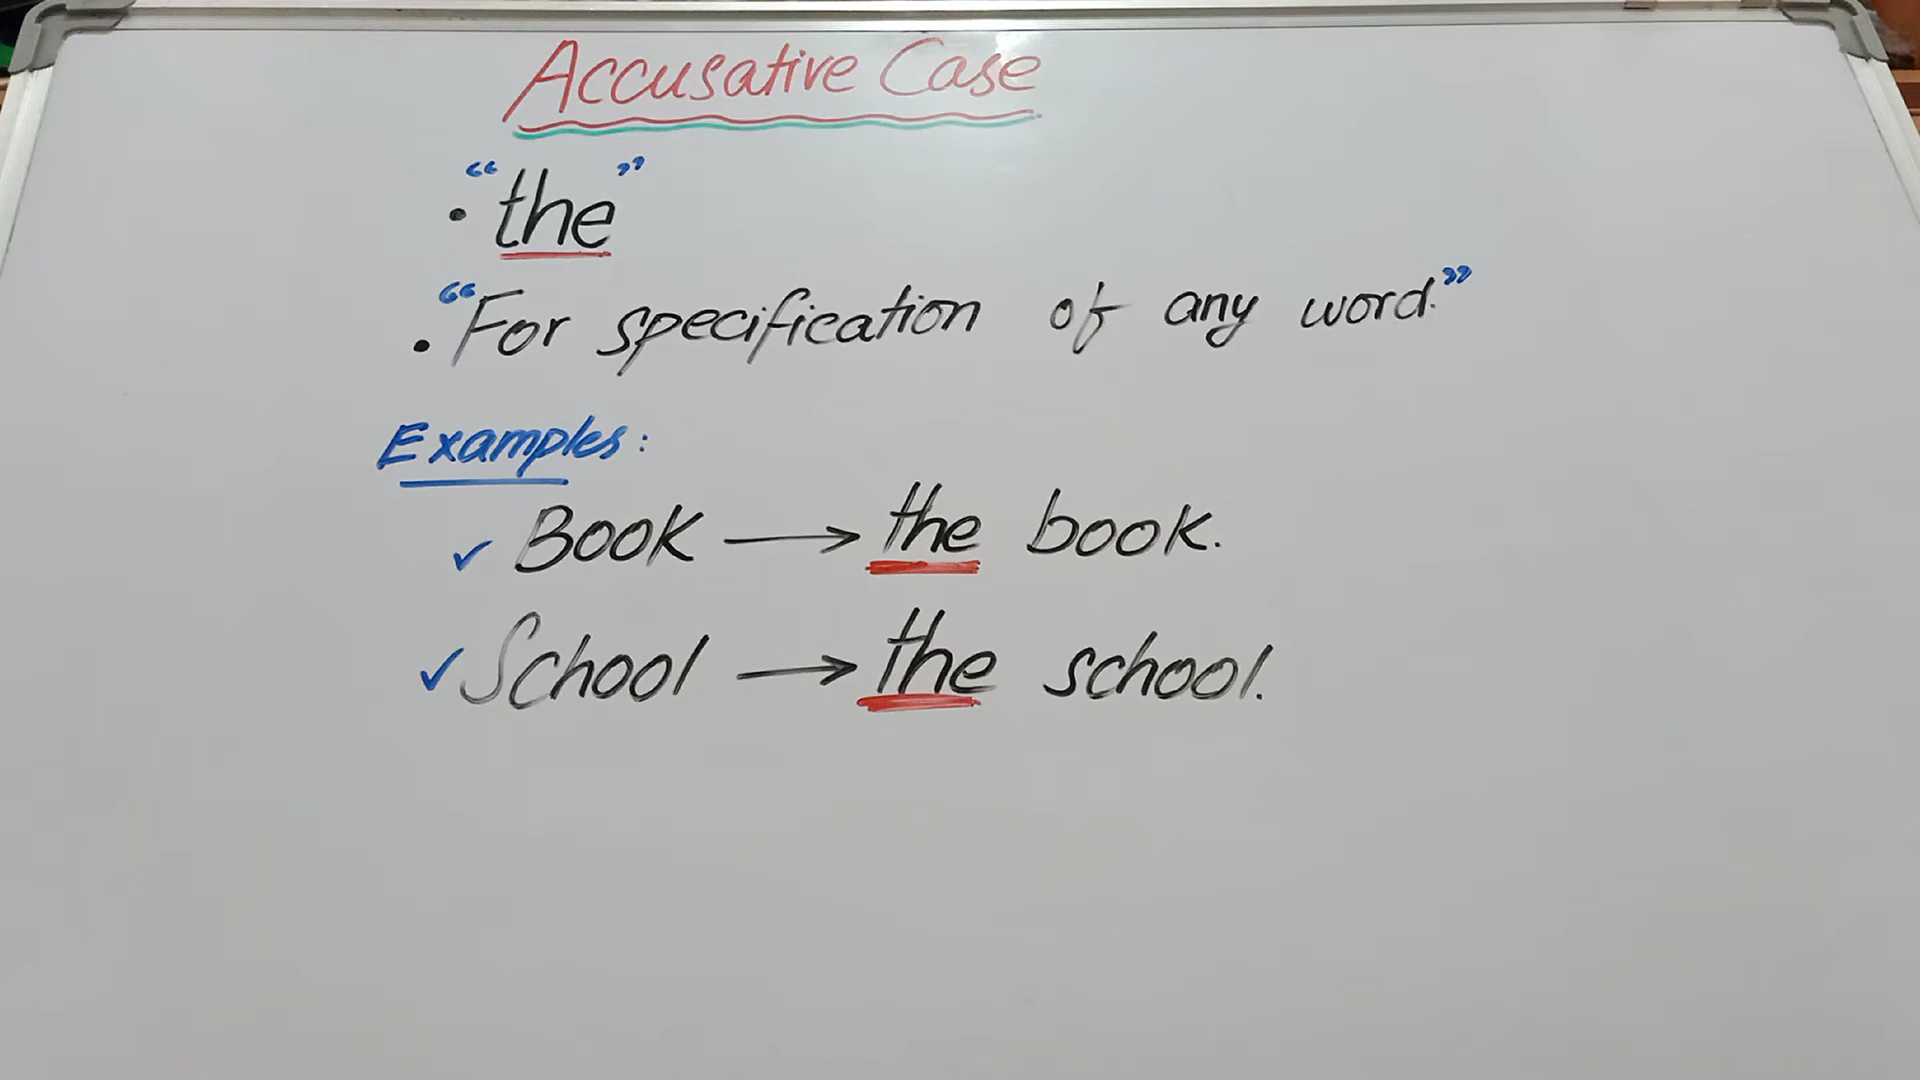 Accusative Case
• “the”
• “For specification of any word.”
Examples:
✓ Book → the book.
✓ School → the school.